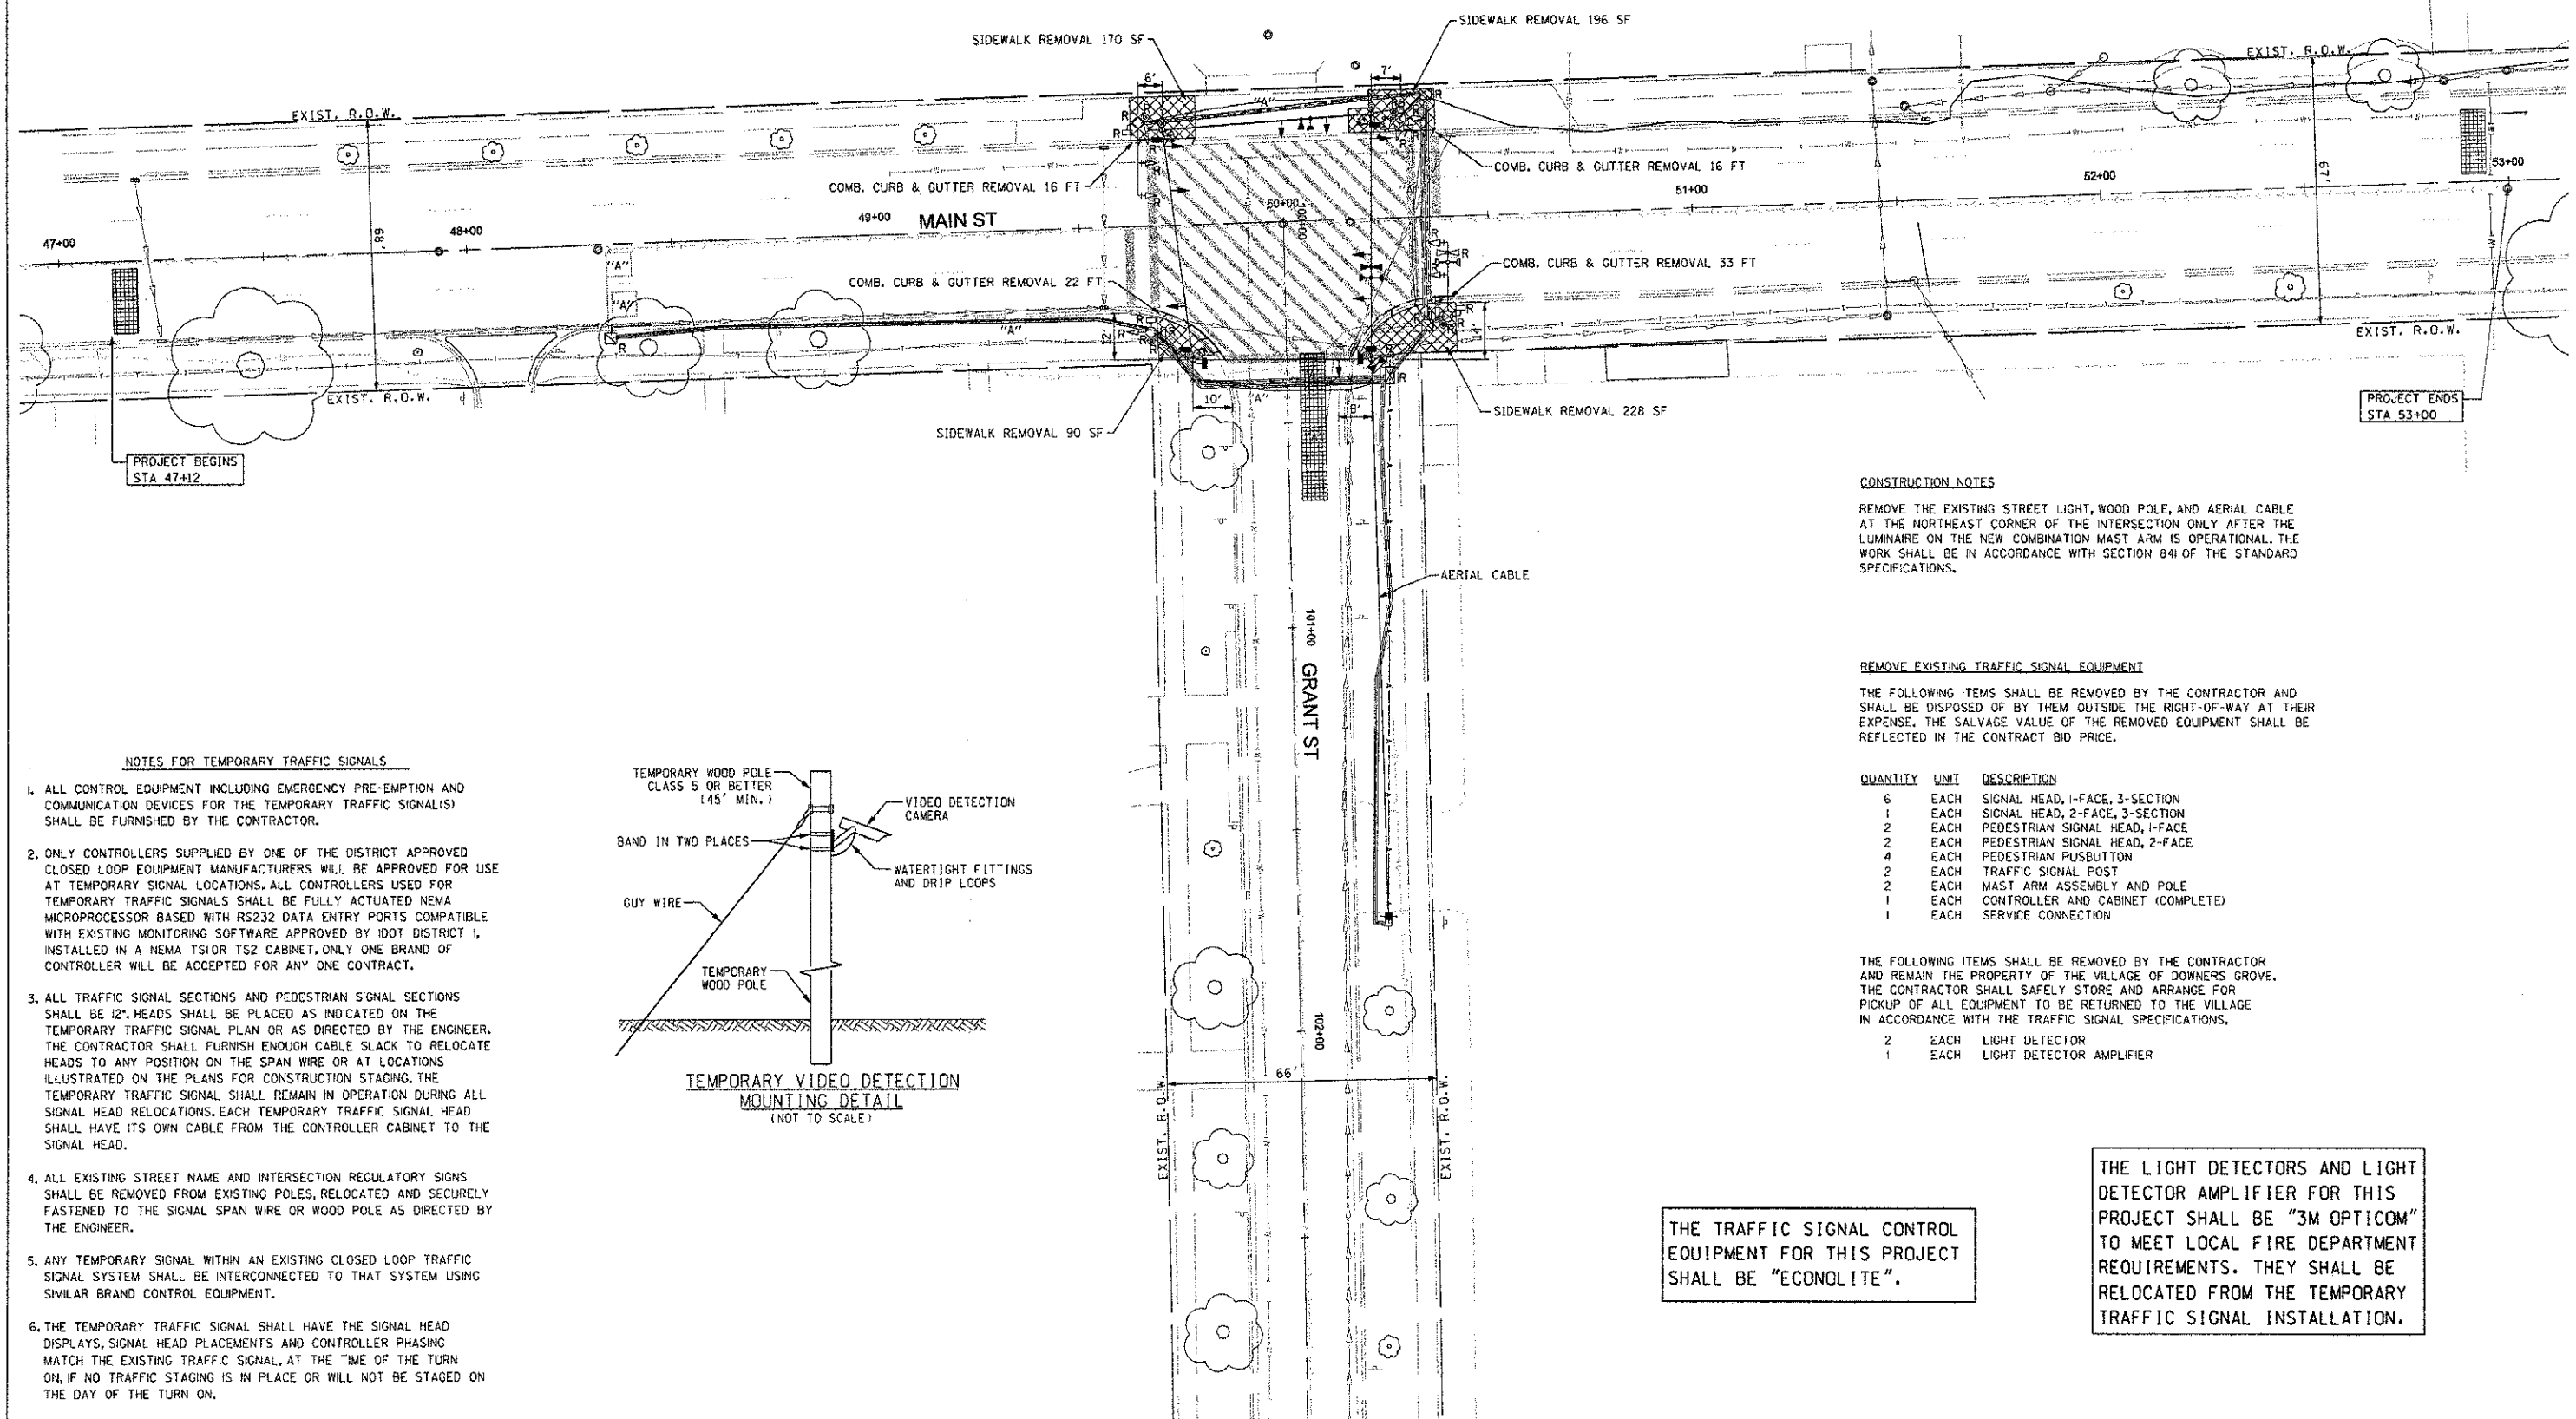 SIDEWALK REMOVAL 196 SF
SIDEWALK REMOVAL 170 SF
EXIST. R.O.W.
6'
7'
"A"
EXIST. R.O.W.
COMB. CURB & GUTTER REMOVAL 16 FT
COMB. CURB & GUTTER REMOVAL 16 FT
53+00
52+00
51+00
67'
50+00
100+00
49+00
MAIN ST
48+00
47+00
68'
"A"
COMB. CURB & GUTTER REMOVAL 33 FT
COMB. CURB & GUTTER REMOVAL 22 FT
"A"
"A"
12'
14'
EXIST. R.O.W.
EXIST. R.O.W.
10'
"A"
8'
PROJECT ENDS
STA 53+00
SIDEWALK REMOVAL 228 SF
SIDEWALK REMOVAL 90 SF
PROJECT BEGINS
STA 47+12
AERIAL CABLE
101+00
GRANT ST
102+00
66'
EXIST. R.O.W.
EXIST. R.O.W.
CONSTRUCTION NOTES
REMOVE THE EXISTING STREET LIGHT, WOOD POLE, AND AERIAL CABLE
AT THE NORTHEAST CORNER OF THE INTERSECTION ONLY AFTER THE
LUMINAIRE ON THE NEW COMBINATION MAST ARM IS OPERATIONAL. THE
WORK SHALL BE IN ACCORDANCE WITH SECTION 841 OF THE STANDARD
SPECIFICATIONS.
REMOVE EXISTING TRAFFIC SIGNAL EQUIPMENT
THE FOLLOWING ITEMS SHALL BE REMOVED BY THE CONTRACTOR AND
SHALL BE DISPOSED OF BY THEM OUTSIDE THE RIGHT-OF-WAY AT THEIR
EXPENSE. THE SALVAGE VALUE OF THE REMOVED EQUIPMENT SHALL BE
REFLECTED IN THE CONTRACT BID PRICE.
QUANTITY UNIT DESCRIPTION
6 EACH SIGNAL HEAD, 1-FACE, 3-SECTION
1 EACH SIGNAL HEAD, 2-FACE, 3-SECTION
2 EACH PEDESTRIAN SIGNAL HEAD, 1-FACE
2 EACH PEDESTRIAN SIGNAL HEAD, 2-FACE
4 EACH PEDESTRIAN PUSBUTTON
2 EACH TRAFFIC SIGNAL POST
2 EACH MAST ARM ASSEMBLY AND POLE
1 EACH CONTROLLER AND CABINET (COMPLETE)
1 EACH SERVICE CONNECTION
THE FOLLOWING ITEMS SHALL BE REMOVED BY THE CONTRACTOR
AND REMAIN THE PROPERTY OF THE VILLAGE OF DOWNERS GROVE.
THE CONTRACTOR SHALL SAFELY STORE AND ARRANGE FOR
PICKUP OF ALL EQUIPMENT TO BE RETURNED TO THE VILLAGE
IN ACCORDANCE WITH THE TRAFFIC SIGNAL SPECIFICATIONS.
2 EACH LIGHT DETECTOR
1 EACH LIGHT DETECTOR AMPLIFIER
NOTES FOR TEMPORARY TRAFFIC SIGNALS
1. ALL CONTROL EQUIPMENT INCLUDING EMERGENCY PRE-EMPTION AND
COMMUNICATION DEVICES FOR THE TEMPORARY TRAFFIC SIGNAL(S)
SHALL BE FURNISHED BY THE CONTRACTOR.
2. ONLY CONTROLLERS SUPPLIED BY ONE OF THE DISTRICT APPROVED
CLOSED LOOP EQUIPMENT MANUFACTURERS WILL BE APPROVED FOR USE
AT TEMPORARY SIGNAL LOCATIONS. ALL CONTROLLERS USED FOR
TEMPORARY TRAFFIC SIGNALS SHALL BE FULLY ACTUATED NEMA
MICROPROCESSOR BASED WITH RS232 DATA ENTRY PORTS COMPATIBLE
WITH EXISTING MONITORING SOFTWARE APPROVED BY IDOT DISTRICT 1,
INSTALLED IN A NEMA TS1 OR TS2 CABINET. ONLY ONE BRAND OF
CONTROLLER WILL BE ACCEPTED FOR ANY ONE CONTRACT.
3. ALL TRAFFIC SIGNAL SECTIONS AND PEDESTRIAN SIGNAL SECTIONS
SHALL BE 12". HEADS SHALL BE PLACED AS INDICATED ON THE
TEMPORARY TRAFFIC SIGNAL PLAN OR AS DIRECTED BY THE ENGINEER.
THE CONTRACTOR SHALL FURNISH ENOUGH CABLE SLACK TO RELOCATE
HEADS TO ANY POSITION ON THE SPAN WIRE OR AT LOCATIONS
ILLUSTRATED ON THE PLANS FOR CONSTRUCTION STAGING. THE
TEMPORARY TRAFFIC SIGNAL SHALL REMAIN IN OPERATION DURING ALL
SIGNAL HEAD RELOCATIONS. EACH TEMPORARY TRAFFIC SIGNAL HEAD
SHALL HAVE ITS OWN CABLE FROM THE CONTROLLER CABINET TO THE
SIGNAL HEAD.
4. ALL EXISTING STREET NAME AND INTERSECTION REGULATORY SIGNS
SHALL BE REMOVED FROM EXISTING POLES, RELOCATED AND SECURELY
FASTENED TO THE SIGNAL SPAN WIRE OR WOOD POLE AS DIRECTED BY
THE ENGINEER.
5. ANY TEMPORARY SIGNAL WITHIN AN EXISTING CLOSED LOOP TRAFFIC
SIGNAL SYSTEM SHALL BE INTERCONNECTED TO THAT SYSTEM USING
SIMILAR BRAND CONTROL EQUIPMENT.
6. THE TEMPORARY TRAFFIC SIGNAL SHALL HAVE THE SIGNAL HEAD
DISPLAYS, SIGNAL HEAD PLACEMENTS AND CONTROLLER PHASING
MATCH THE EXISTING TRAFFIC SIGNAL, AT THE TIME OF THE TURN
ON, IF NO TRAFFIC STAGING IS IN PLACE OR WILL NOT BE STAGED ON
THE DAY OF THE TURN ON.
TEMPORARY WOOD POLE
CLASS 5 OR BETTER
(45' MIN.)
VIDEO DETECTION
CAMERA
BAND IN TWO PLACES
WATERTIGHT FITTINGS
AND DRIP LOOPS
GUY WIRE
TEMPORARY
WOOD POLE
TEMPORARY VIDEO DETECTION
MOUNTING DETAIL
(NOT TO SCALE)
THE TRAFFIC SIGNAL CONTROL
EQUIPMENT FOR THIS PROJECT
SHALL BE "ECONOLITE".
THE LIGHT DETECTORS AND LIGHT
DETECTOR AMPLIFIER FOR THIS
PROJECT SHALL BE "3M OPTICOM"
TO MEET LOCAL FIRE DEPARTMENT
REQUIREMENTS. THEY SHALL BE
RELOCATED FROM THE TEMPORARY
TRAFFIC SIGNAL INSTALLATION.